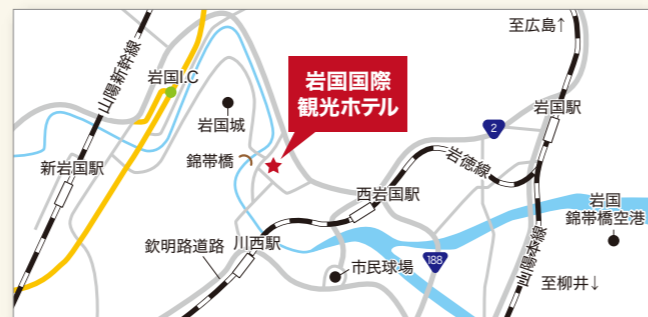 至広島↑
山陽新幹線
岩国I.C
岩国国際
観光ホテル
岩国城
岩国駅
2
錦帯橋
岩徳線
新岩国駅
西岩国駅
岩国
錦帯橋空港
川西駅
欽明路道路
山陽本線
188
市民球場
至柳井↓